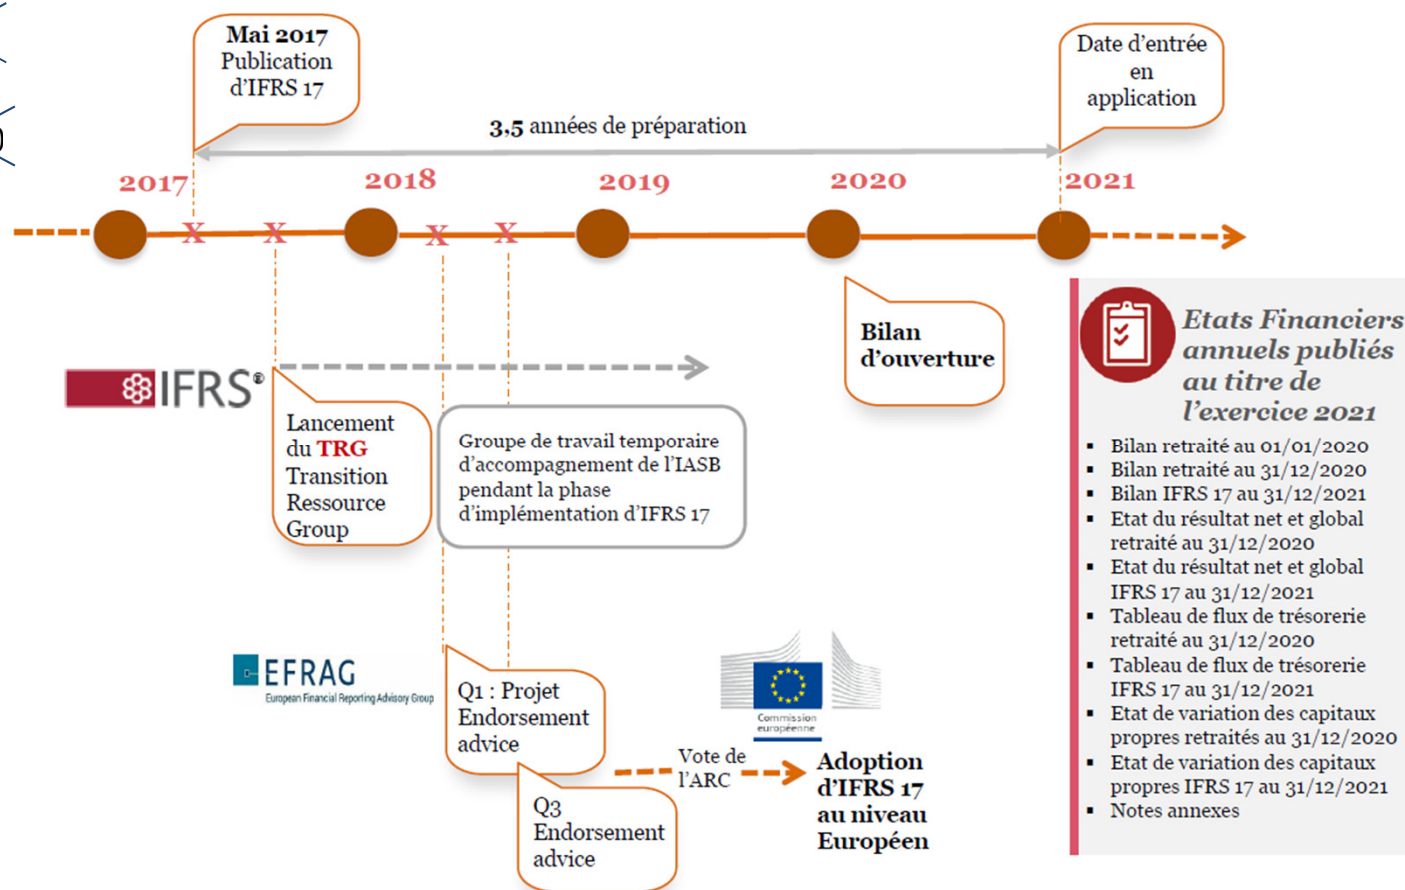 Mai 2017
Publication
d'IFRS 17
Date d'entrée
en
application
3,5 années de préparation
2017
2018
2019
2020
2021
X
X
X
X
Bilan
d'ouverture
IFRS®
Lancement
du TRG
Transition
Ressource
Group
Groupe de travail temporaire
d'accompagnement de l'IASB
pendant la phase
d'implémentation d'IFRS 17
EFRAG
European Financial Reporting Advisory Group
Q1 : Projet
Endorsement
advice
Q3
Endorsement
advice
Commission
européenne
Vote de
l'ARC
Adoption
d'IFRS 17
au niveau
Européen
Etats Financiers
annuels publiés
au titre de
l'exercice 2021
▪ Bilan retraité au 01/01/2020
▪ Bilan retraité au 31/12/2020
▪ Bilan IFRS 17 au 31/12/2021
▪ Etat du résultat net et global
retraité au 31/12/2020
▪ Etat du résultat net et global
IFRS 17 au 31/12/2021
▪ Tableau de flux de trésorerie
retraité au 31/12/2020
▪ Tableau de flux de trésorerie
IFRS 17 au 31/12/2021
▪ Etat de variation des capitaux
propres retraités au 31/12/2020
▪ Etat de variation des capitaux
propres IFRS 17 au 31/12/2021
▪ Notes annexes